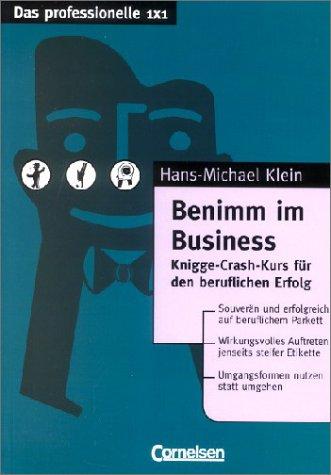 Das professionelle 1x1
Hans-Michael Klein
Benimm im
Business
Knigge-Crash-Kurs für
den beruflichen Erfolg
Souverän und erfolgreich
auf beruflichem Parkett
Wirkungsvolles Auftreten
jenseits steifer Etikette
Umgangsformen nutzen
statt umgehen
Cornelsen